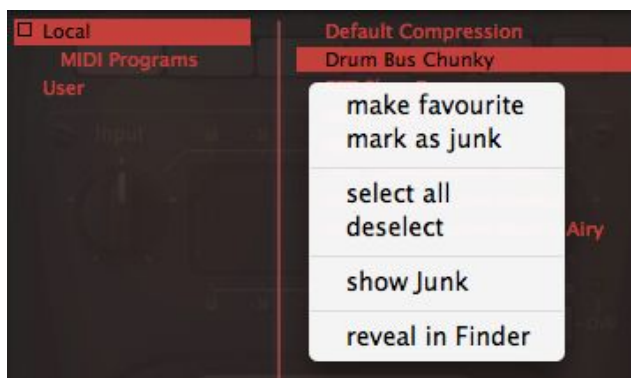 Local
MIDI Programs
User
Default Compression
Drum Bus Chunky
make favourite
mark as junk
select all
deselect
Airy
show Junk
reveal in Finder
Input